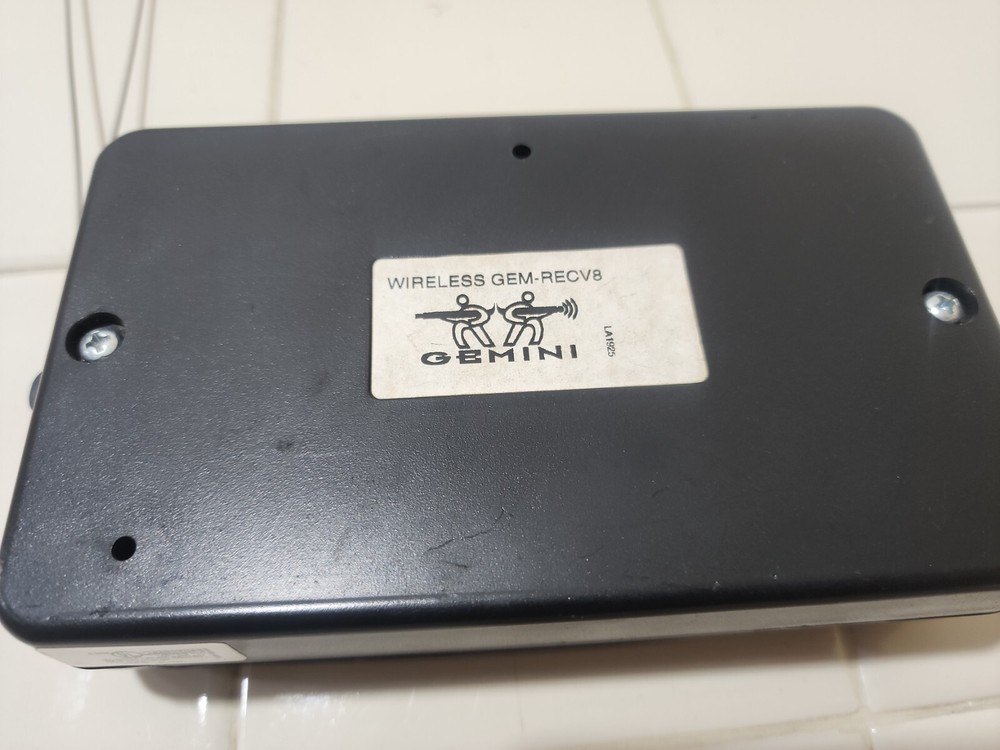 WIRELESS GEM-RECV8
GEMINI
LA1925